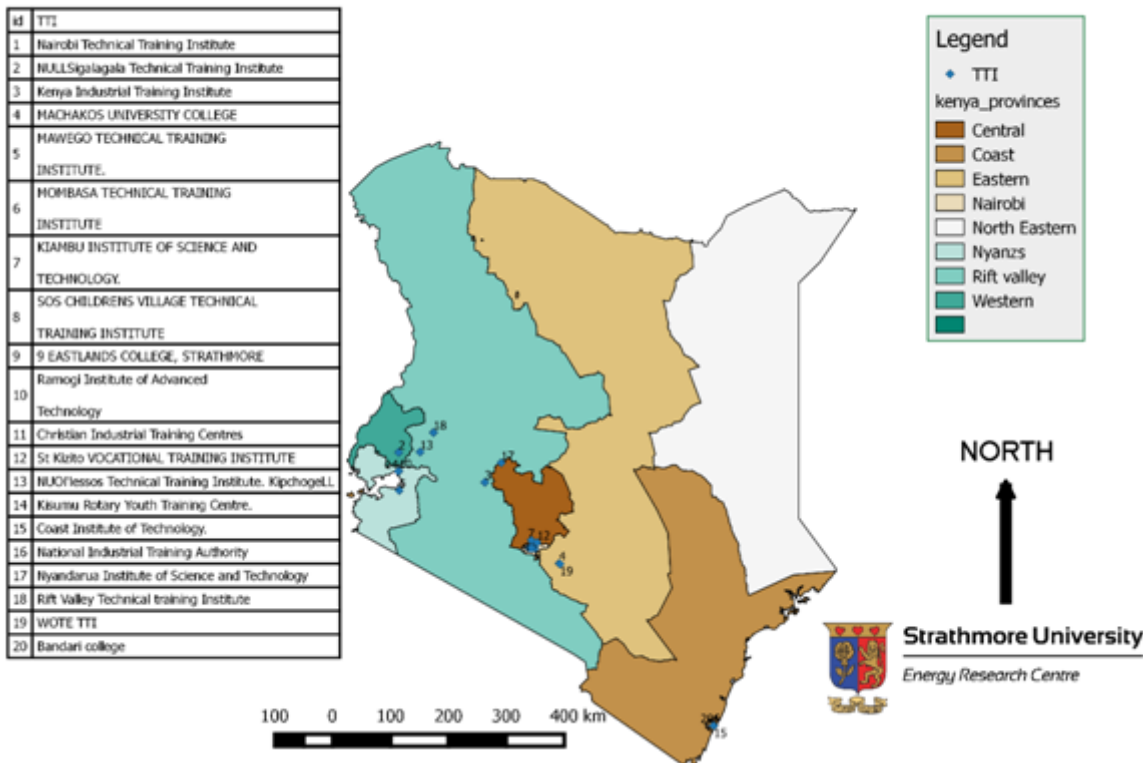 id TTI
1 Nairobi Technical Training Institute
2 NULLSigalagala Technical Training Institute
3 Kenya Industrial Training Institute
4 MACHAKOS UNIVERSITY COLLEGE
5 MAWEGO TECHNICAL TRAINING
INSTITUTE.
6 MOMBASA TECHNICAL TRAINING
INSTITUTE
7 KIAMBU INSTITUTE OF SCIENCE AND
TECHNOLOGY.
8 SOS CHILDRENS VILLAGE TECHNICAL
TRAINING INSTITUTE
9 9 EASTLANDS COLLEGE, STRATHMORE
10 Ramogi Institute of Advanced
Technology
11 Christian Industrial Training Centres
12 St Kizito VOCATIONAL TRAINING INSTITUTE
13 NUOl'lessos Technical Training Institute. KipchogeLL
14 Kisumu Rotary Youth Training Centre.
15 Coast Institute of Technology.
16 National Industrial Training Authority
17 Nyandarua Institute of Science and Technology
18 Rift Valley Technical training Institute
19 WOTE TTI
20 Bandari college
Legend
TTI
kenya_provinces
Central
Coast
Eastern
Nairobi
North Eastern
Nyanzs
Rift valley
Western
18
2 13
17
3
7 12
4
19
15
NORTH
Strathmore University
Energy Research Centre
100 0 100 200 300 400 km